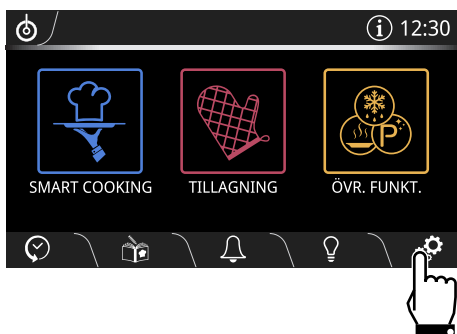 12:30
SMART COOKING
TILLAGNING
ÖVR. FUNKT.
P